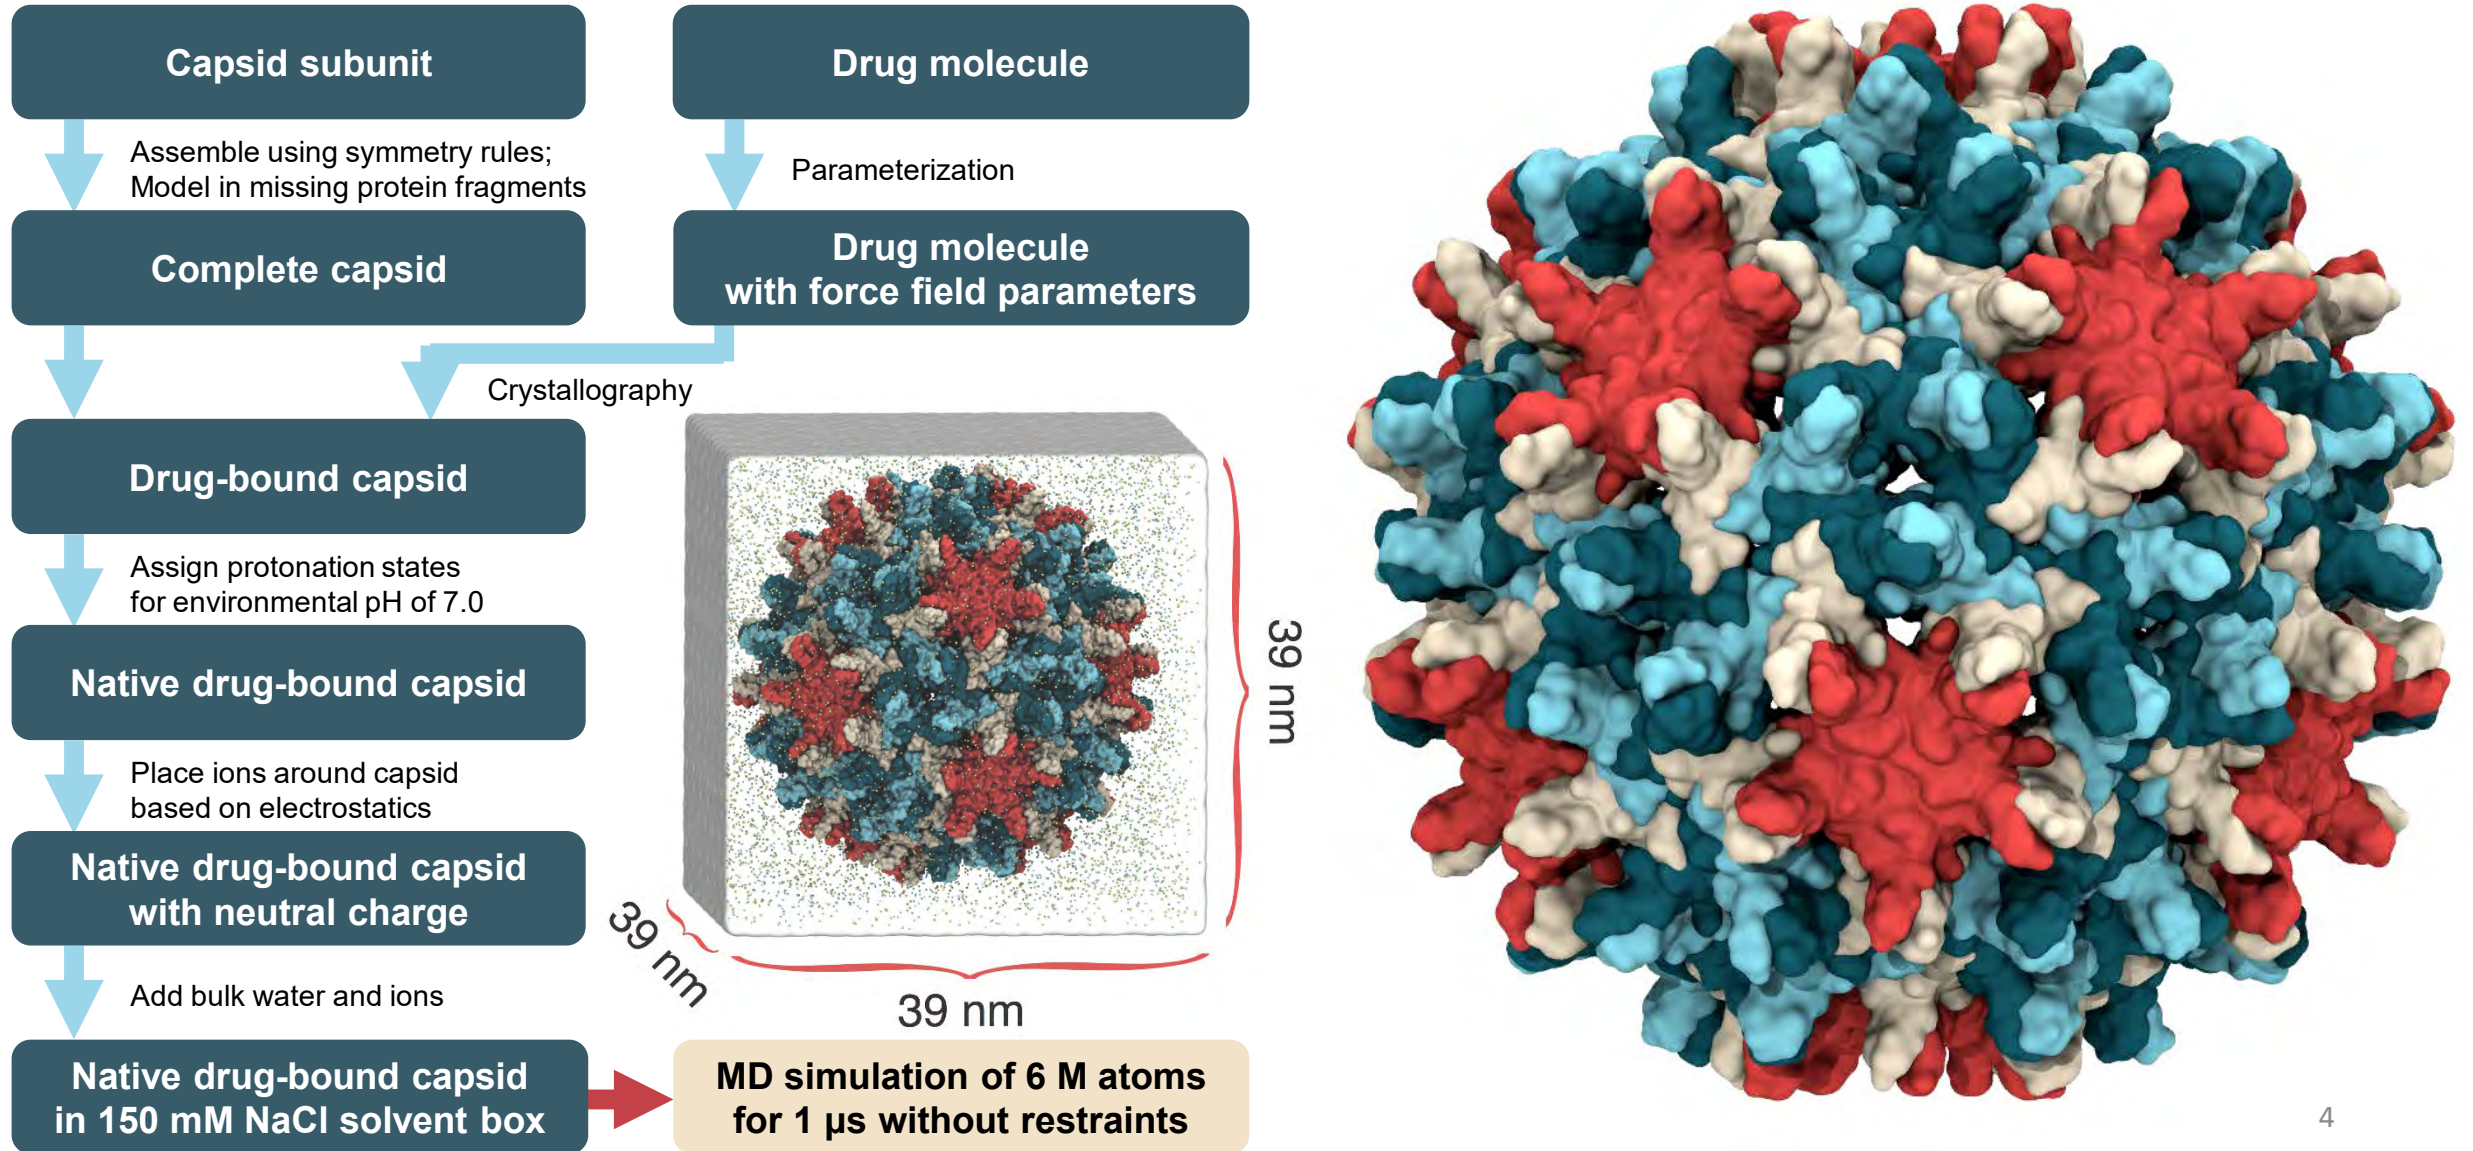 Capsid subunit
Drug molecule
Assemble using symmetry rules;
Model in missing protein fragments
Parameterization
Complete capsid
Drug molecule
with force field parameters
Crystallography
Drug-bound capsid
Assign protonation states
for environmental pH of 7.0
Native drug-bound capsid
Place ions around capsid
based on electrostatics
Native drug-bound capsid
with neutral charge
Add bulk water and ions
39 nm
39 nm
39 nm
Native drug-bound capsid
in 150 mM NaCl solvent box
MD simulation of 6 M atoms
for 1 µs without restraints
4